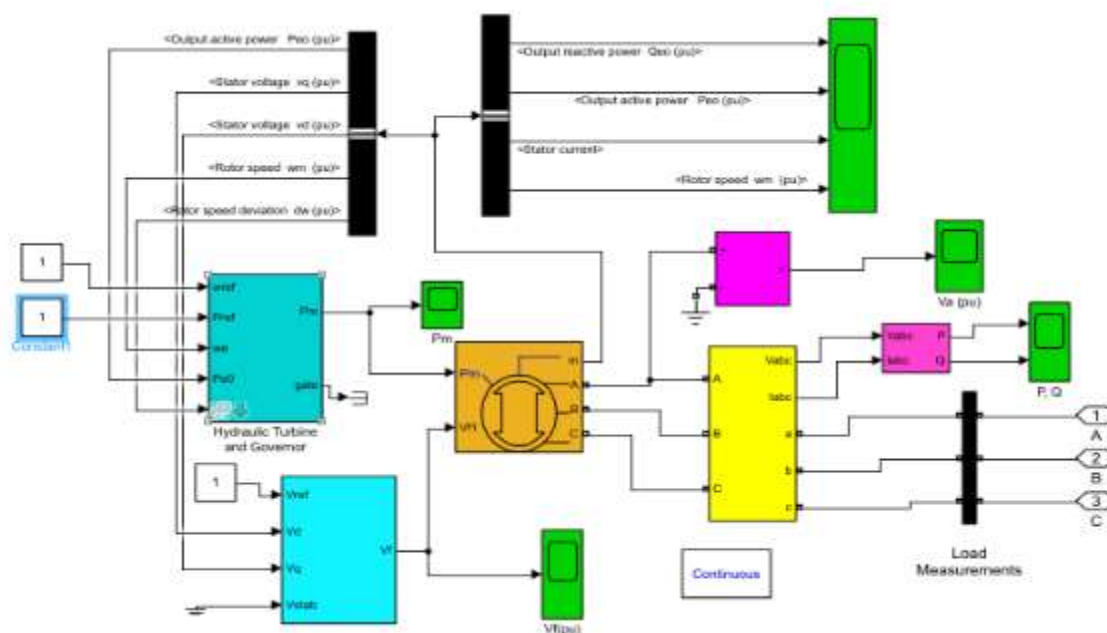 <Output active power Peo (pu)>
<Stator voltage vq (pu)>
<Stator voltage vd (pu)>
<Rotor speed wm (pu)>
<Rotor speed deviation dw (pu)>
<Output reactive power Qeo (pu)>
<Output active power Peo (pu)>
<Stator current>
<Rotor speed wm (pu)>
1
1
Constant1
wref
Pref
we
Pe0
Pm
gate
Hydraulic Turbine
and Governor
Pm
Pm
Vf
m
A
B
C
Va (pu)
A
B
C
Vabc
Iabc
a
b
c
Vabc
Iabc
P
Q
P, Q
1
A
2
B
3
C
Load
Measurements
1
Vref
Vd
Vq
Vstab
Vf
Vf(pu)
Continuous